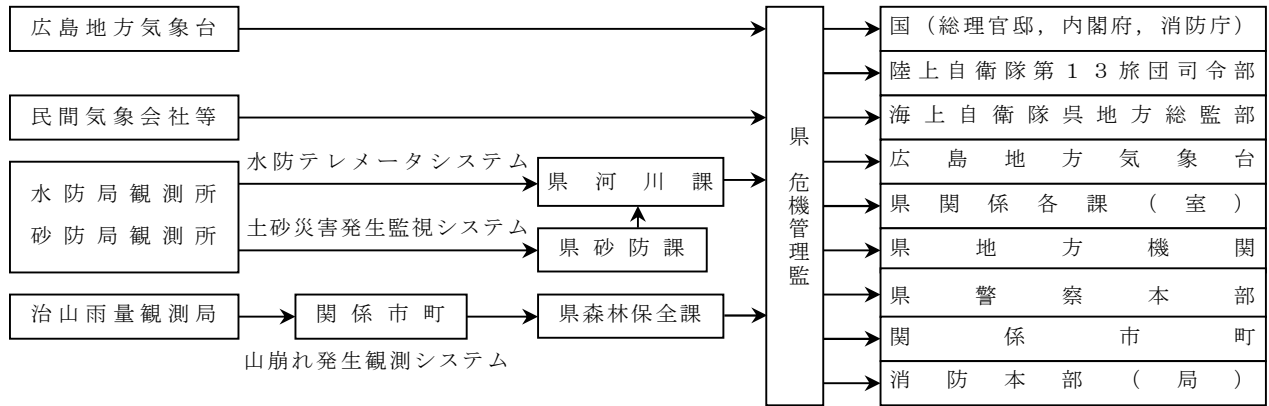 広島地方気象台
民間気象会社等
水防局観測所
砂防局観測所
水防テレメータシステム
土砂災害発生監視システム
県河川課
県砂防課
治山雨量観測局
関係市町
県森林保全課
山崩れ発生観測システム
県 危機管理監
国（総理官邸，内閣府，消防庁）
陸上自衛隊第１３旅団司令部
海上自衛隊呉地方総監部
広島地方気象台
県関係各課（室）
県地方機関
県警察本部
関係市町
消防本部（局）